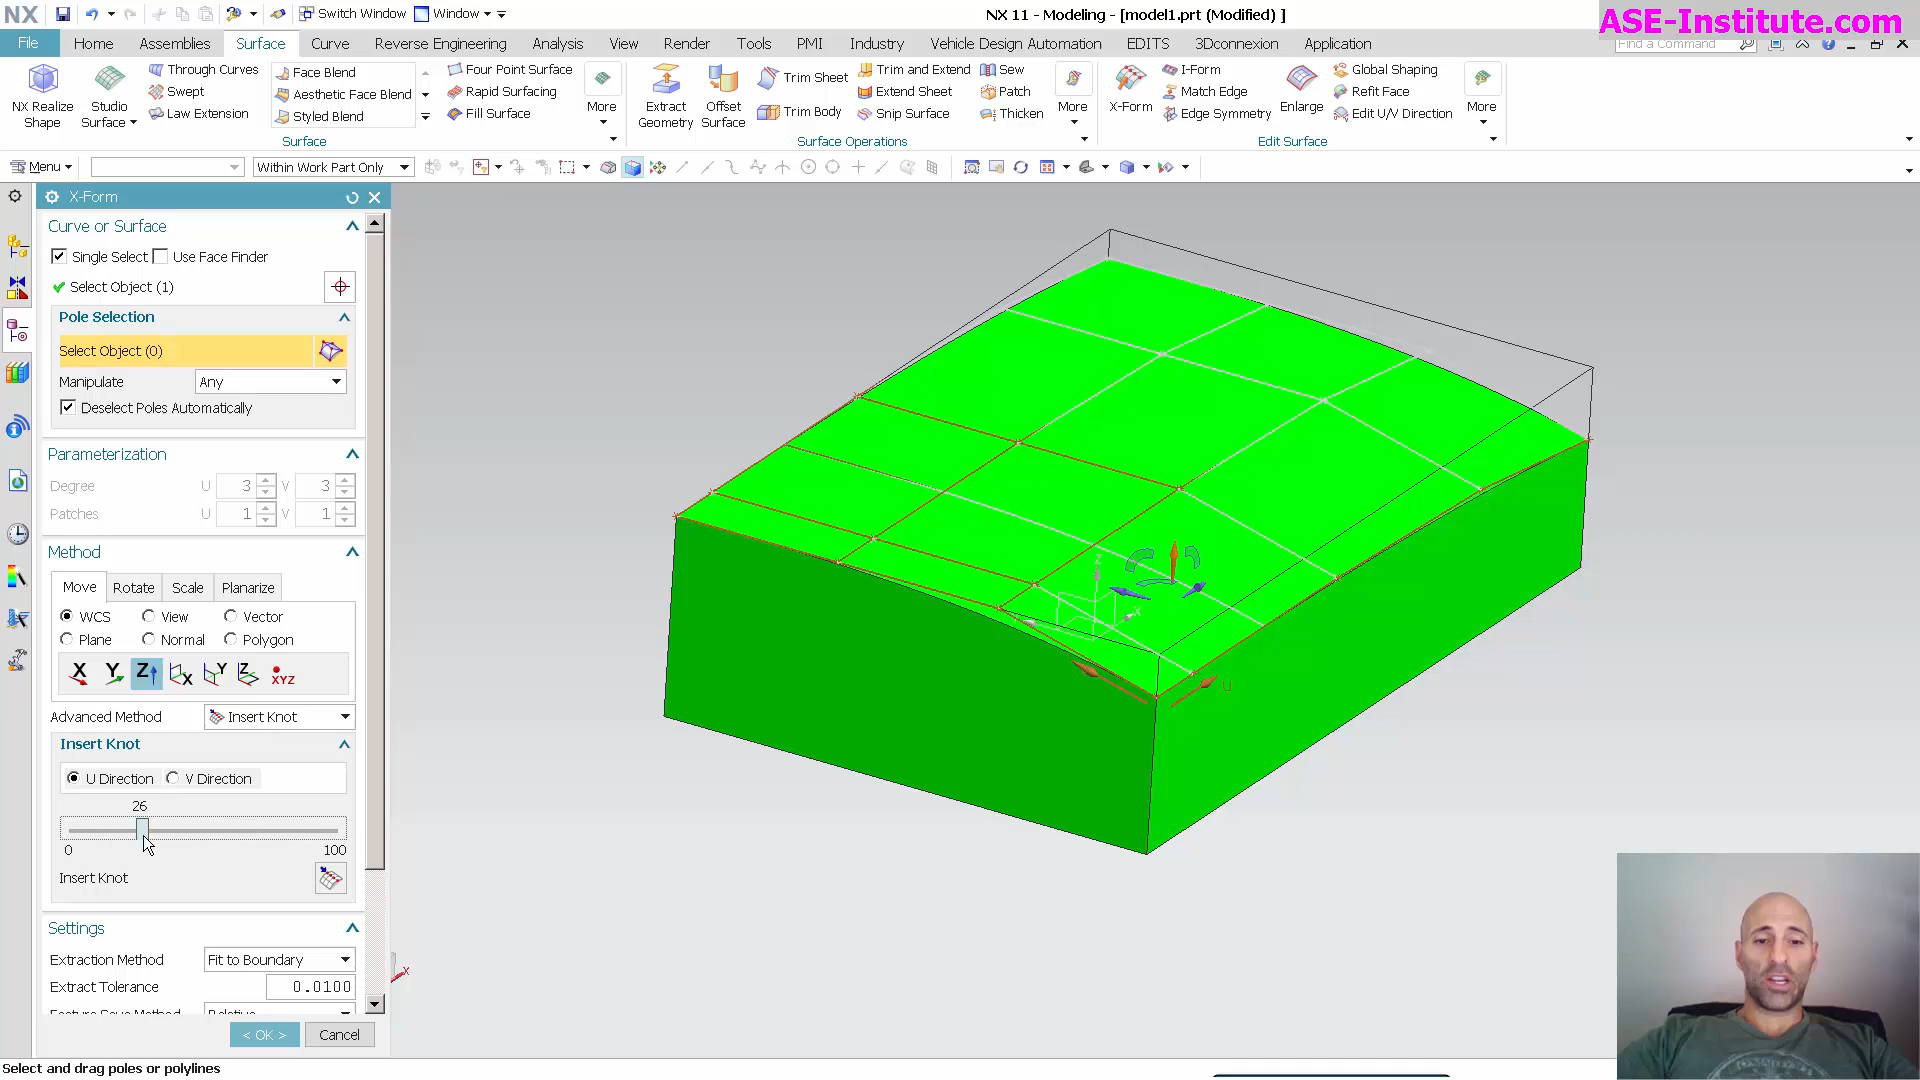 NX
Switch Window
Window
NX 11 - Modeling - [model1.prt (Modified) ]
ASE-Institute.com
File
Home
Assemblies
Surface
Curve
Reverse Engineering
Analysis
View
Render
Tools
PMI
Industry
Vehicle Design Automation
EDITS
3Dconnexion
Application
Find a Command
NX Realize
Shape
Studio
Surface
Through Curves
Swept
Law Extension
Face Blend
Aesthetic Face Blend
Styled Blend
Four Point Surface
Rapid Surfacing
Fill Surface
More
Surface
Extract
Geometry
Offset
Surface
Trim Sheet
Trim Body
Trim and Extend
Extend Sheet
Snip Surface
Sew
Patch
Thicken
More
Surface Operations
X-Form
I-Form
Match Edge
Edge Symmetry
Enlarge
Global Shaping
Refit Face
Edit U/V Direction
More
Edit Surface
Menu
Within Work Part Only
X-Form
Curve or Surface
Single Select
Use Face Finder
Select Object (1)
Pole Selection
Select Object (0)
Manipulate
Any
Deselect Poles Automatically
Parameterization
Degree U 3 V 3
Patches U 1 V 1
Method
Move
Rotate
Scale
Planarize
WCS
View
Vector
Plane
Normal
Polygon
X
Y
Z
X
Y
Z
XYZ
Advanced Method
Insert Knot
Insert Knot
U Direction
V Direction
26
0
100
Insert Knot
Settings
Extraction Method
Fit to Boundary
Extract Tolerance
0.0100
< OK >
Cancel
Select and drag poles or polylines
Z
X
U
X